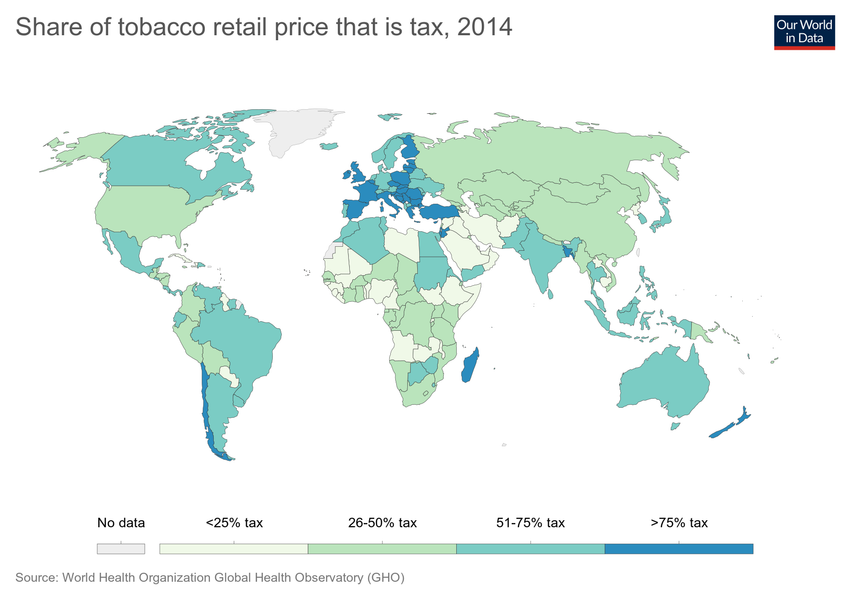 Share of tobacco retail price that is tax, 2014
Our World
in Data
No data
<25% tax
26-50% tax
51-75% tax
>75% tax
Source: World Health Organization Global Health Observatory (GHO)